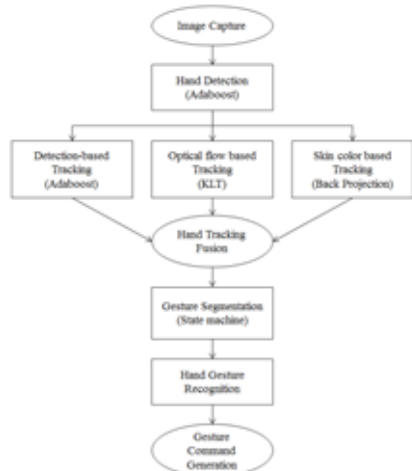 Image Capture
Hand Detection
(Adaboost)
Detection-based
Tracking
(Adaboost)
Optical flow based
Tracking
(KLT)
Skin color based
Tracking
(Back Projection)
Hand Tracking
Fusion
Gesture Segmentation
(State machine)
Hand Gesture
Recognition
Gesture
Command
Generation